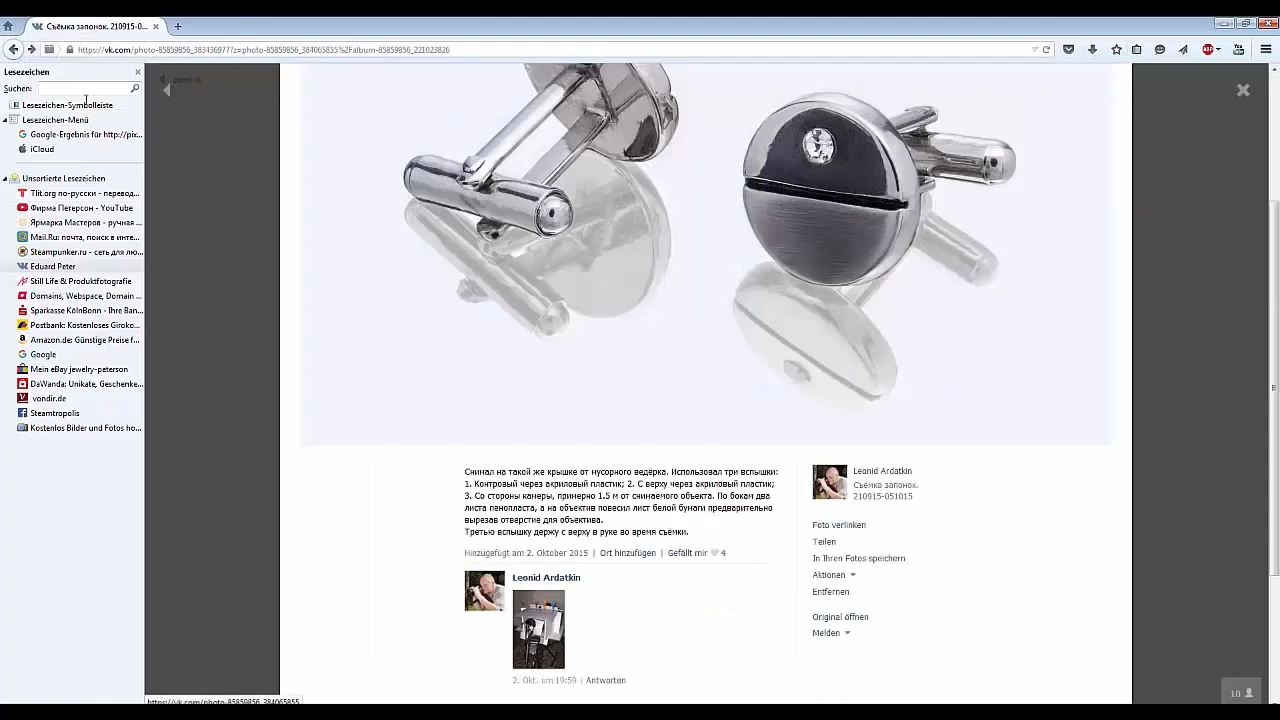 Съёмка запонок. 210915-0...
https://vk.com/photo-85859856_383436977?z=photo-85859856_384065855%2Falbum-85859856_221023826
Lesezeichen
Suchen:
Lesezeichen-Symbolleiste
Lesezeichen-Menü
Google-Ergebnis für http://pix...
iCloud
Unsortierte Lesezeichen
Tlit.org по-русски - перевод...
Фирма Петерсон - YouTube
Ярмарка Мастеров - ручная ...
Mail.Ru: почта, поиск в инте...
Steampunker.ru - сеть для лю...
Eduard Peter
Still Life & Produktfotografie
Domains, Webspace, Domain ...
Sparkasse KölnBonn - Ihre Ban...
Postbank: Kostenloses Giroko...
Amazon.de: Günstige Preise f...
Google
Mein eBay jewelry-peterson
DaWanda: Unikate, Geschenke...
vondir.de
Steamtropolis
Kostenlos Bilder und Fotos ho...
Снимал на такой же крышке от мусорного ведёрка. Использовал три вспышки:
1. Контровый через акриловый пластик; 2. С верху через акриловый пластик;
3. Со стороны камеры, примерно 1.5 м от снимаемого объекта. По бокам два
листа пенопласта, а на объектив повесил лист белой бумаги предварительно
вырезав отверстие для объектива.
Третью вспышку держу с верху в руке во время съёмки.
Hinzugefügt am 2. Oktober 2015 | Ort hinzufügen | Gefällt mir 4
Leonid Ardatkin
2. Okt. um 19:59 | Antworten
Leonid Ardatkin
Съёмка запонок.
210915-051015
Foto verlinken
Teilen
In Ihren Fotos speichern
Aktionen
Entfernen
Original öffnen
Melden
10
https://vk.com/photo-85859856_384065855